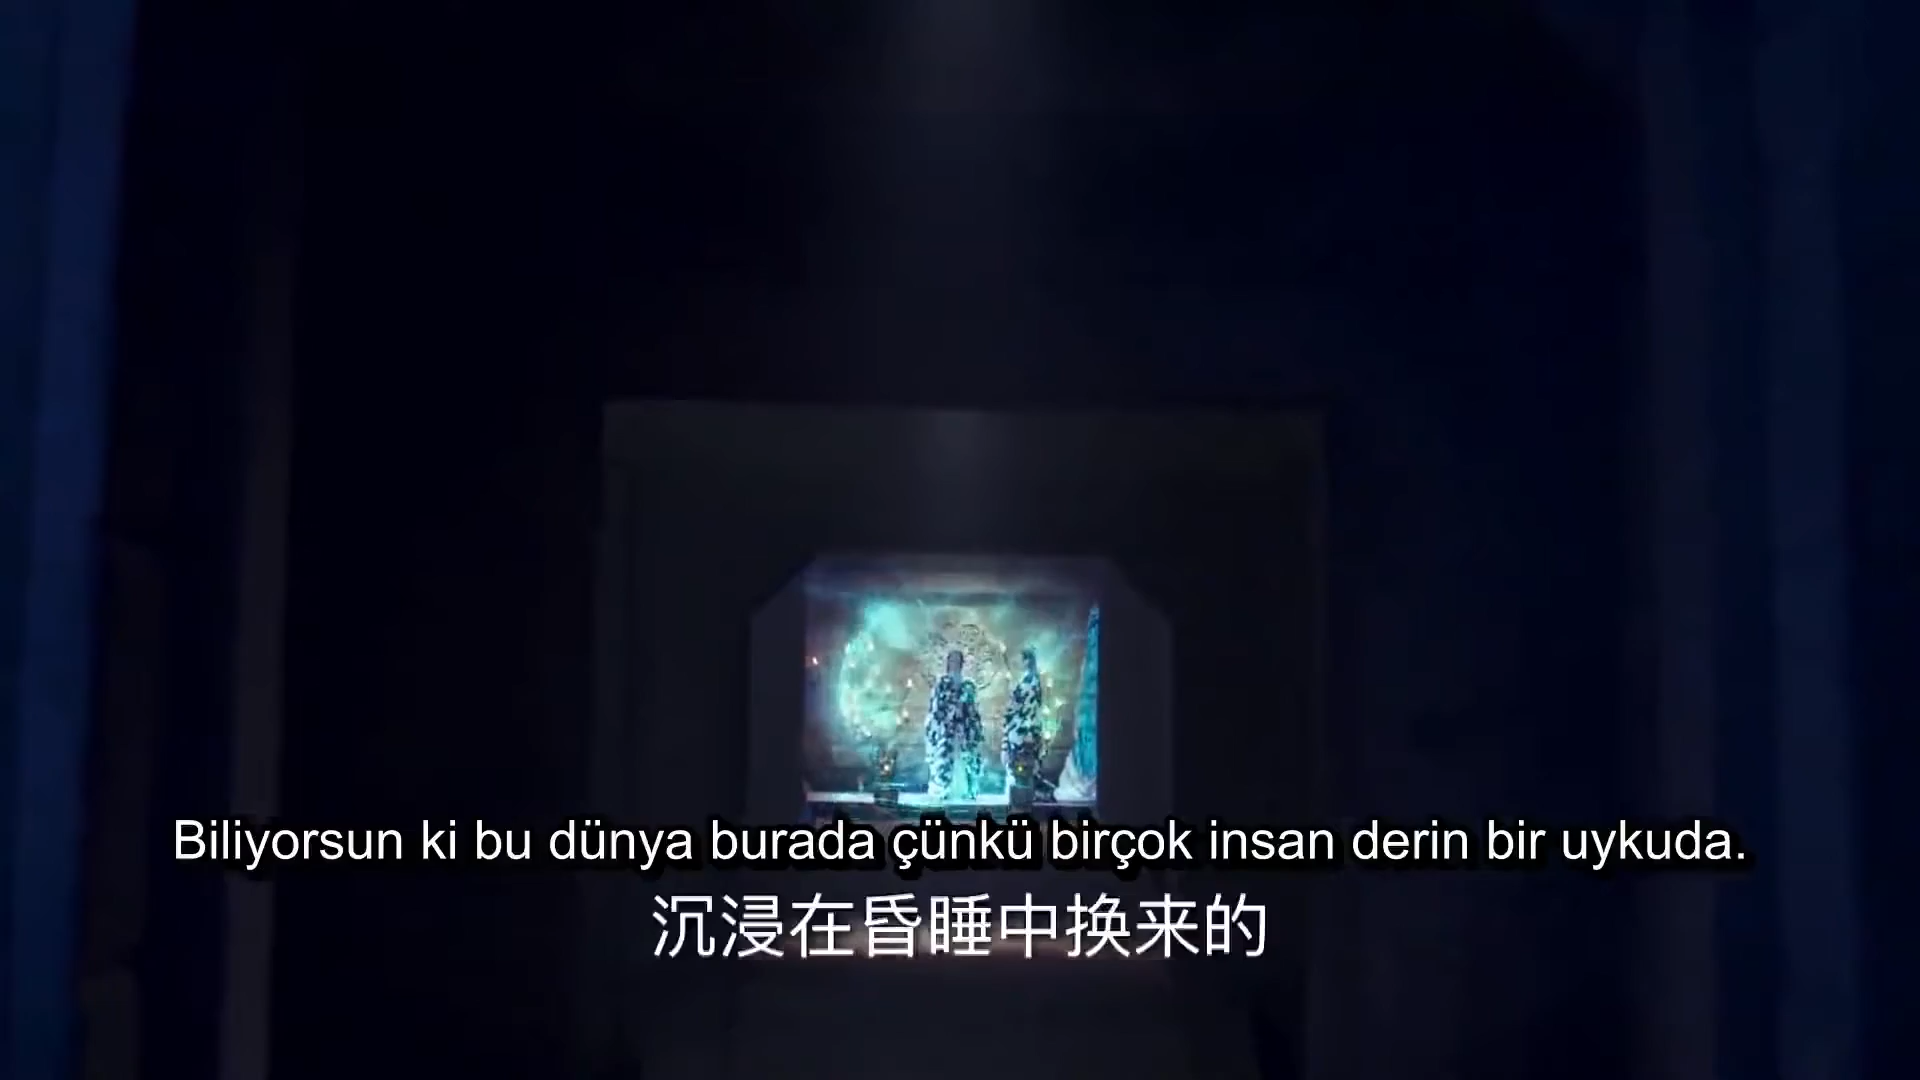 Biliyorsun ki bu dünya burada çünkü birçok insan derin bir uykuda.
沉浸在昏睡中换来的